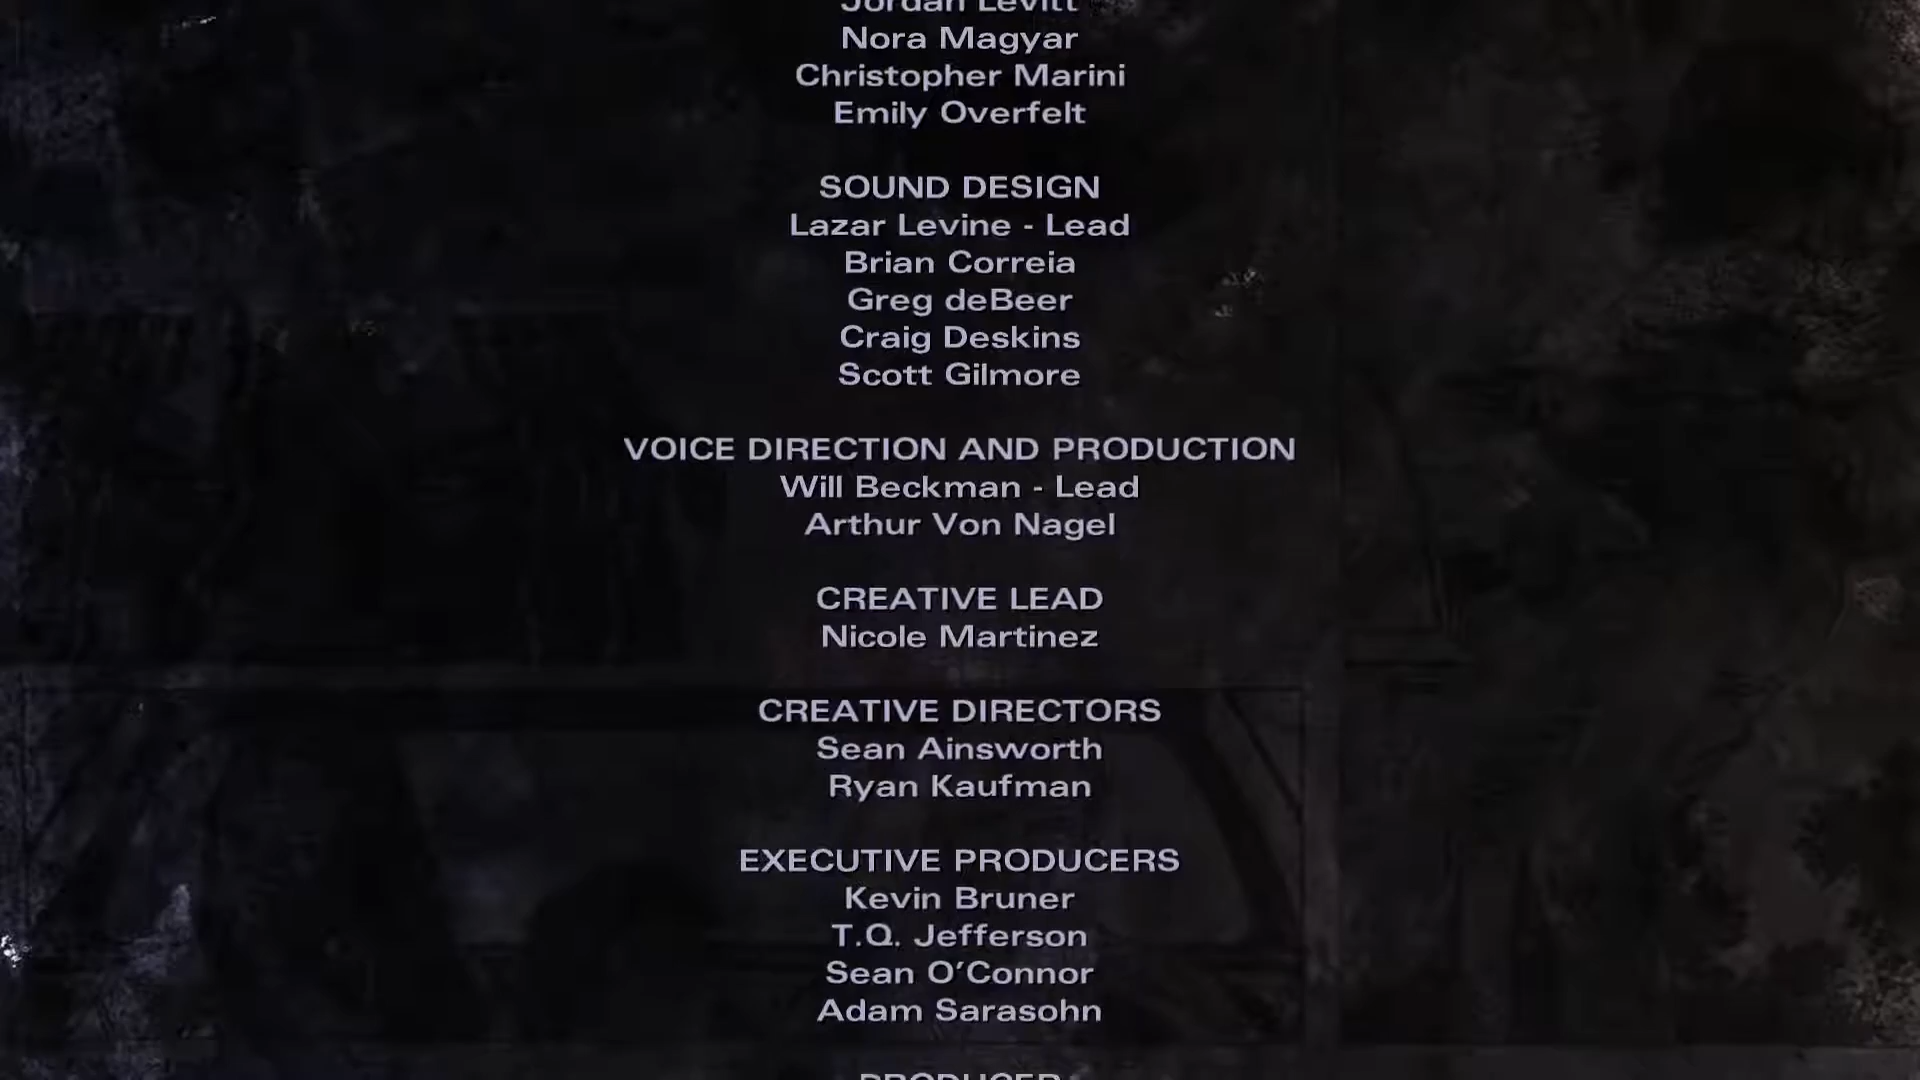 Jordan Levitt
Nora Magyar
Christopher Marini
Emily Overfelt
SOUND DESIGN
Lazar Levine - Lead
Brian Correia
Greg deBeer
Craig Deskins
Scott Gilmore
VOICE DIRECTION AND PRODUCTION
Will Beckman - Lead
Arthur Von Nagel
CREATIVE LEAD
Nicole Martinez
CREATIVE DIRECTORS
Sean Ainsworth
Ryan Kaufman
EXECUTIVE PRODUCERS
Kevin Bruner
T.Q. Jefferson
Sean O'Connor
Adam Sarasohn